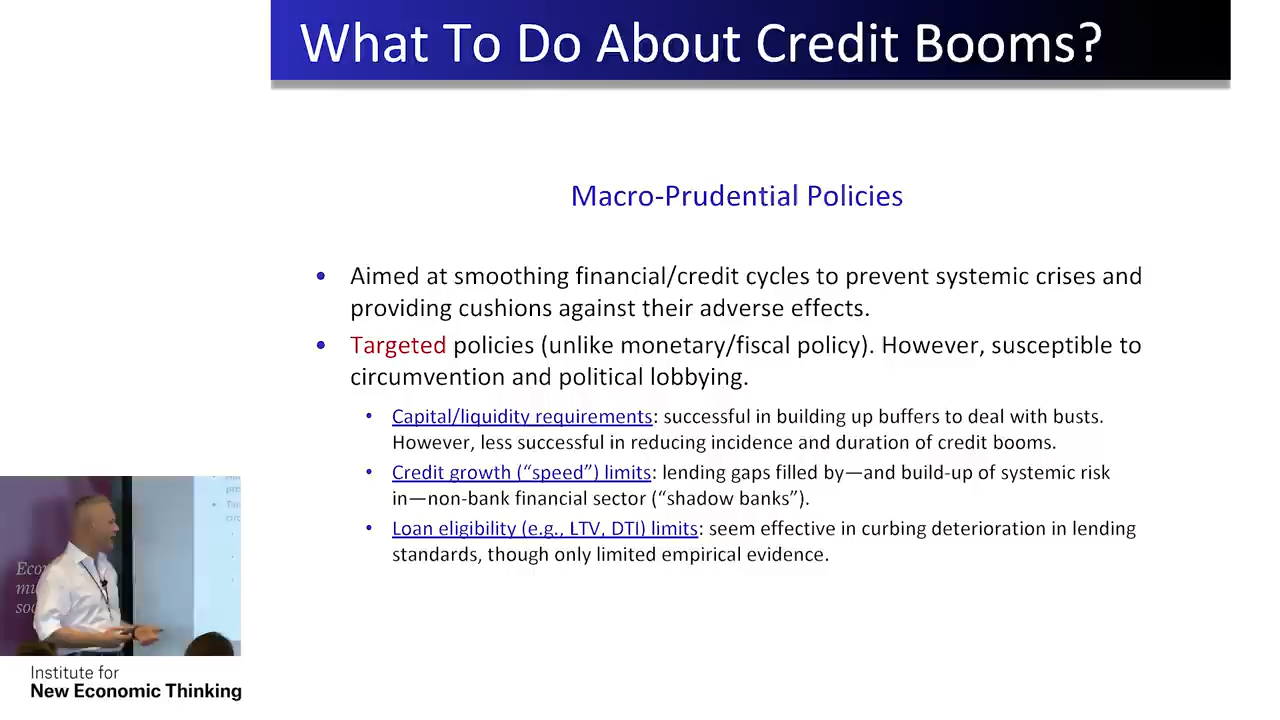 What To Do About Credit Booms?
Macro-Prudential Policies
• Aimed at smoothing financial/credit cycles to prevent systemic crises and
providing cushions against their adverse effects.
• Targeted policies (unlike monetary/fiscal policy). However, susceptible to
circumvention and political lobbying.
• Capital/liquidity requirements: successful in building up buffers to deal with busts.
However, less successful in reducing incidence and duration of credit booms.
• Credit growth (“speed”) limits: lending gaps filled by—and build-up of systemic risk
in—non-bank financial sector (“shadow banks”).
• Loan eligibility (e.g., LTV, DTI) limits: seem effective in curbing deterioration in lending
standards, though only limited empirical evidence.
Institute for
New Economic Thinking